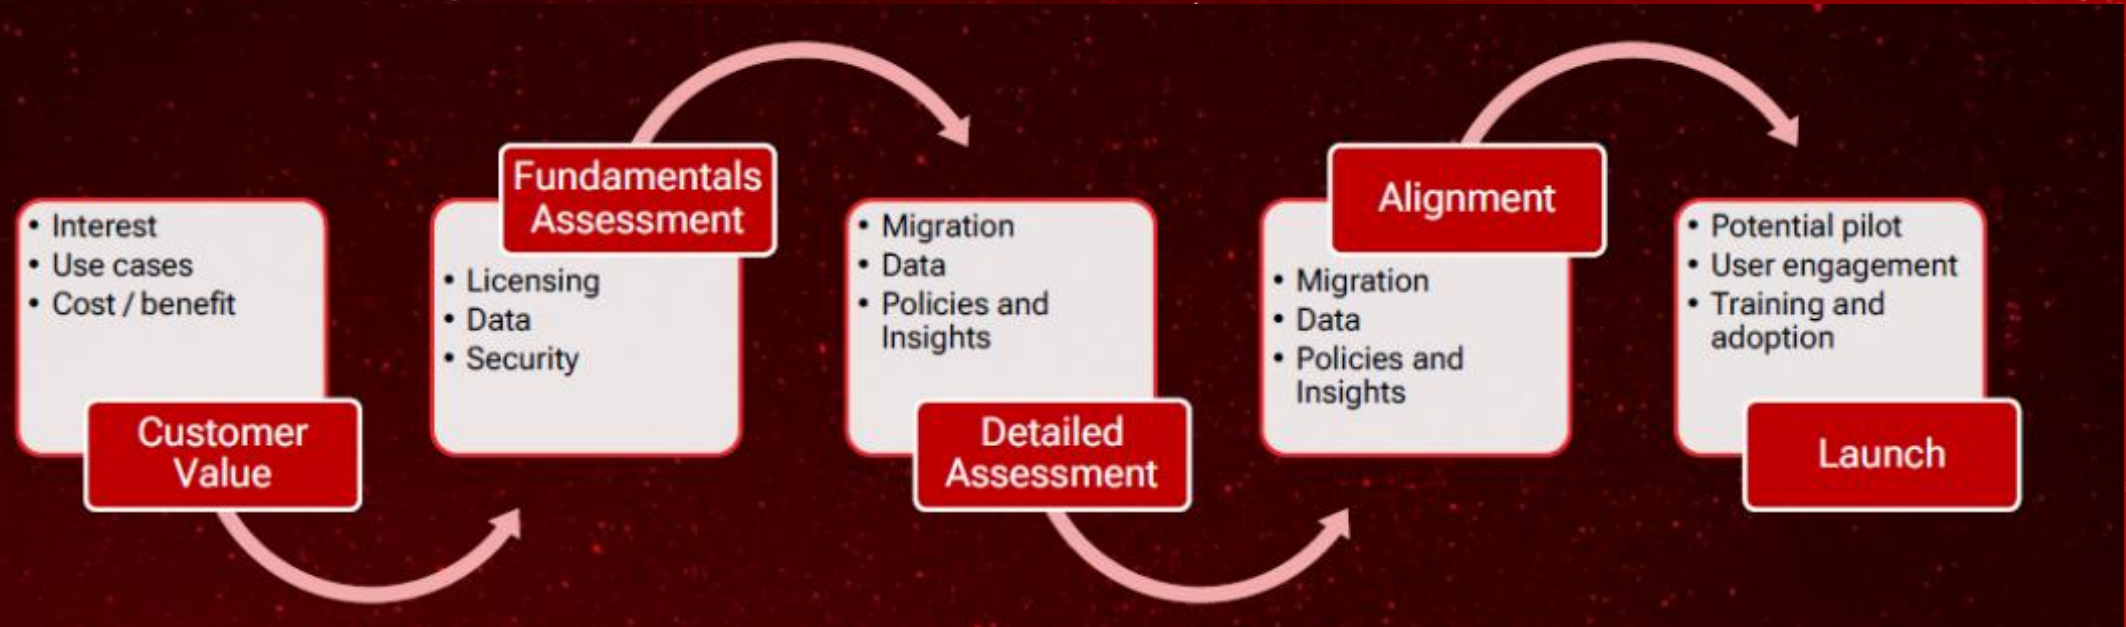 • Interest
• Use cases
• Cost / benefit
Customer
Value
Fundamentals
Assessment
• Licensing
• Data
• Security
• Migration
• Data
• Policies and
Insights
Detailed
Assessment
Alignment
• Migration
• Data
• Policies and
Insights
• Potential pilot
• User engagement
• Training and
adoption
Launch